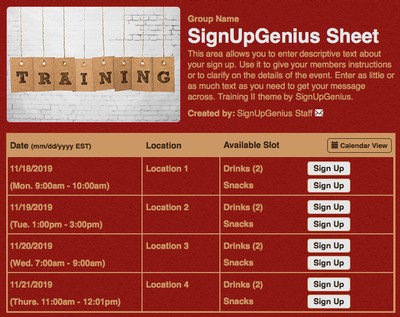 TRAINING
Group Name
SignUpGenius Sheet
This area allows you to enter descriptive text about
your sign up. Use it to give your members instructions
or to clarify on the details of the event. Enter as little or
as much text as you need to get your message
across. Training II theme by SignUpGenius.
Created by: SignUpGenius Staff
Date (mm/dd/yyyy EST) Location Available Slot Calendar View
11/18/2019 Location 1 Drinks (2) Sign Up
(Mon. 9:00am - 10:00am) Snacks Sign Up
11/19/2019 Location 2 Drinks (2) Sign Up
(Tue. 1:00pm - 3:00pm) Snacks Sign Up
11/20/2019 Location 3 Drinks (2) Sign Up
(Wed. 7:00am - 9:00am) Snacks Sign Up
11/21/2019 Location 4 Drinks (2) Sign Up
(Thurs. 11:00am - 12:01pm) Snacks Sign Up